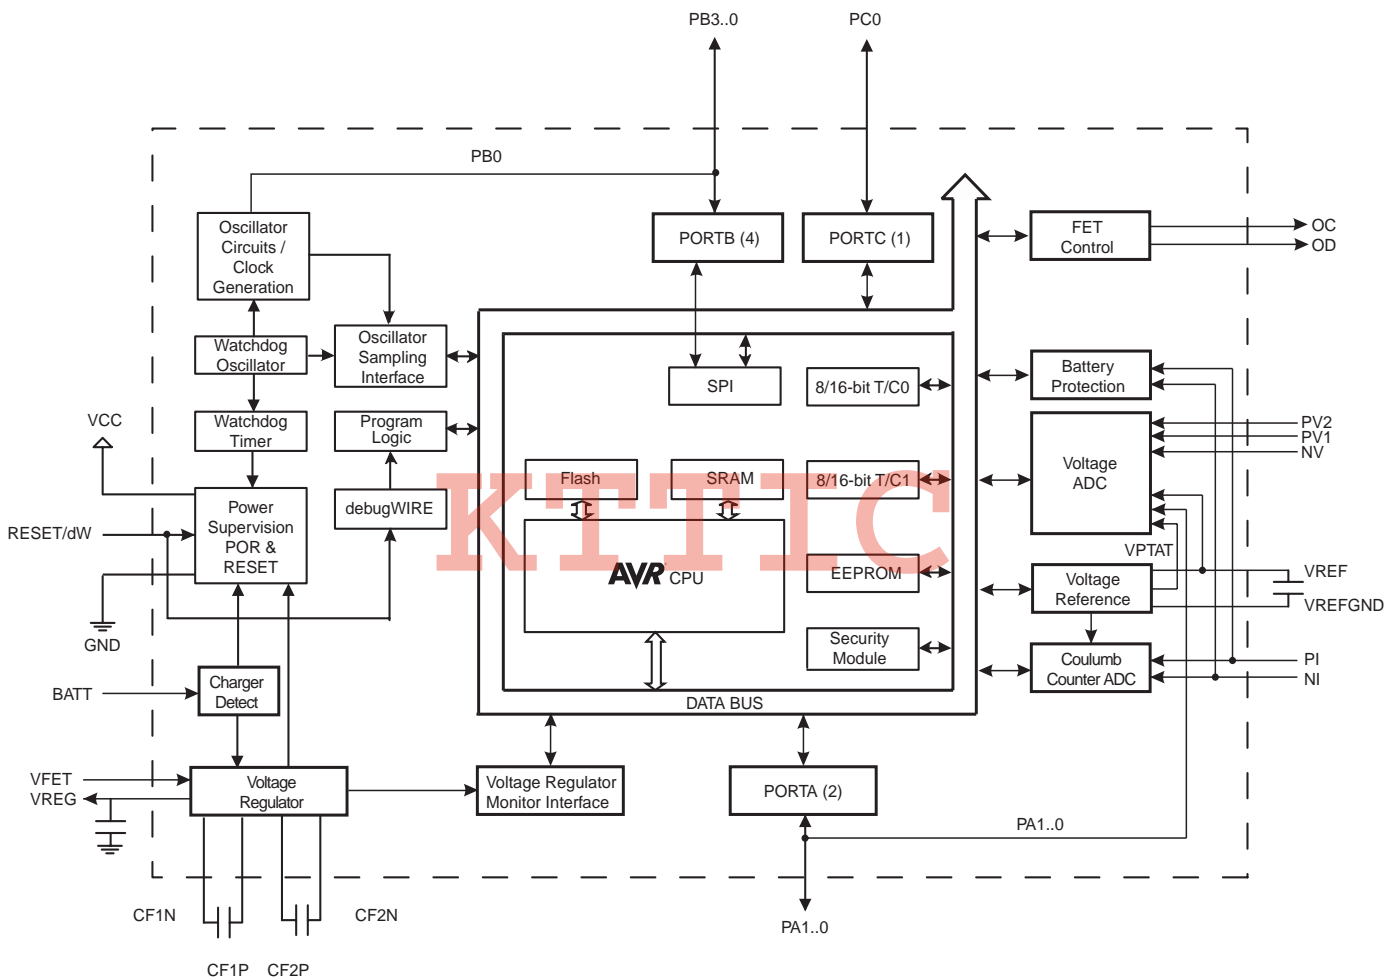 PB3..0
PC0
PB0
Oscillator
Circuits /
Clock
Generation
PORTB (4)
PORTC (1)
FET
Control
OC
OD
Watchdog
Oscillator
Oscillator
Sampling
Interface
SPI
8/16-bit T/C0
Battery
Protection
VCC
Watchdog
Timer
Program
Logic
PV2
PV1
NV
Voltage
ADC
Flash
SRAM
8/16-bit T/C1
KTTIC
RESET/dW
Power
Supervision
POR &
RESET
debugWIRE
AVR CPU
EEPROM
VPTAT
Voltage
Reference
VREF
VREFGND
GND
Security
Module
Coulumb
Counter ADC
PI
NI
BATT
Charger
Detect
DATA BUS
VFET
VREG
Voltage
Regulator
Voltage Regulator
Monitor Interface
PORTA (2)
PA1..0
CF1N
CF2N
PA1..0
CF1P
CF2P